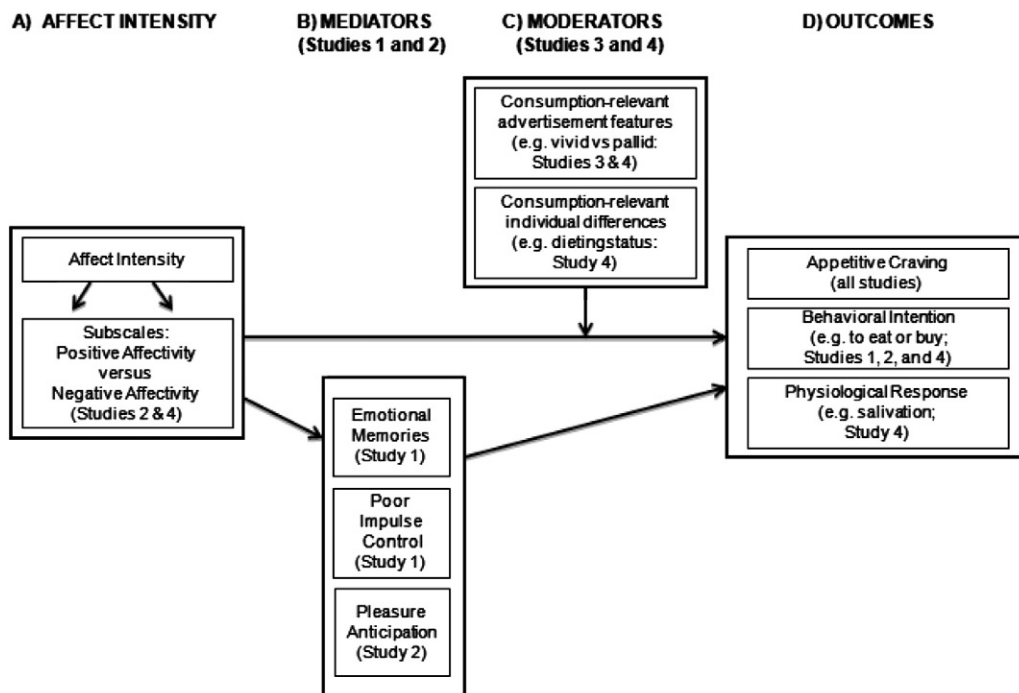 A) AFFECT INTENSITY
B) MEDIATORS
(Studies 1 and 2)
C) MODERATORS
(Studies 3 and 4)
D) OUTCOMES
Consumption-relevant
advertisement features
(e.g. vivid vs pallid:
Studies 3 & 4)
Consumption-relevant
individual differences
(e.g. dieting status:
Study 4)
Affect Intensity
Subscales:
Positive Affectivity
versus
Negative Affectivity
(Studies 2 & 4)
Emotional
Memories
(Study 1)
Poor
Impulse
Control
(Study 1)
Pleasure
Anticipation
(Study 2)
Appetitive Craving
(all studies)
Behavioral Intention
(e.g. to eat or buy;
Studies 1, 2, and 4)
Physiological Response
(e.g. salivation;
Study 4)